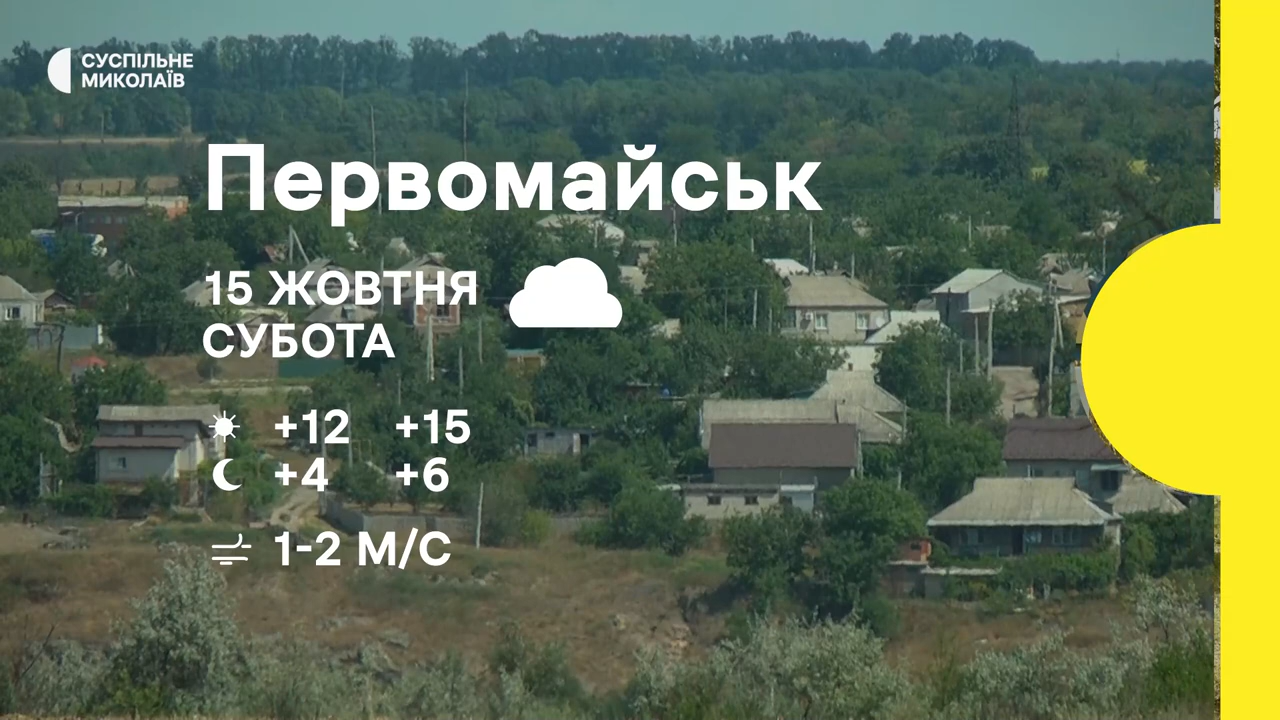 СУСПІЛЬНЕ
МИКОЛАЇВ
Первомайськ
15 ЖОВТНЯ
СУБОТА
+12 +15
+4 +6
1-2 М/С